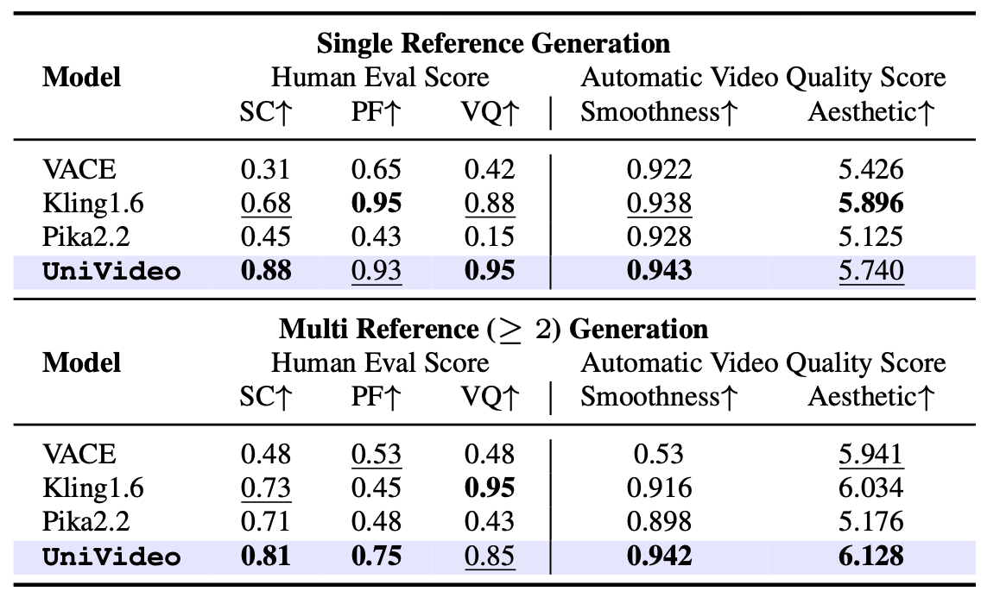 Single Reference Generation
Model Human Eval Score Automatic Video Quality Score
SC↑ PF↑ VQ↑ Smoothness↑ Aesthetic↑
VACE 0.31 0.65 0.42 0.922 5.426
Kling1.6 0.68 0.95 0.88 0.938 5.896
Pika2.2 0.45 0.43 0.15 0.928 5.125
UniVideo 0.88 0.93 0.95 0.943 5.740
Multi Reference (≥ 2) Generation
Model Human Eval Score Automatic Video Quality Score
SC↑ PF↑ VQ↑ Smoothness↑ Aesthetic↑
VACE 0.48 0.53 0.48 0.53 5.941
Kling1.6 0.73 0.45 0.95 0.916 6.034
Pika2.2 0.71 0.48 0.43 0.898 5.176
UniVideo 0.81 0.75 0.85 0.942 6.128